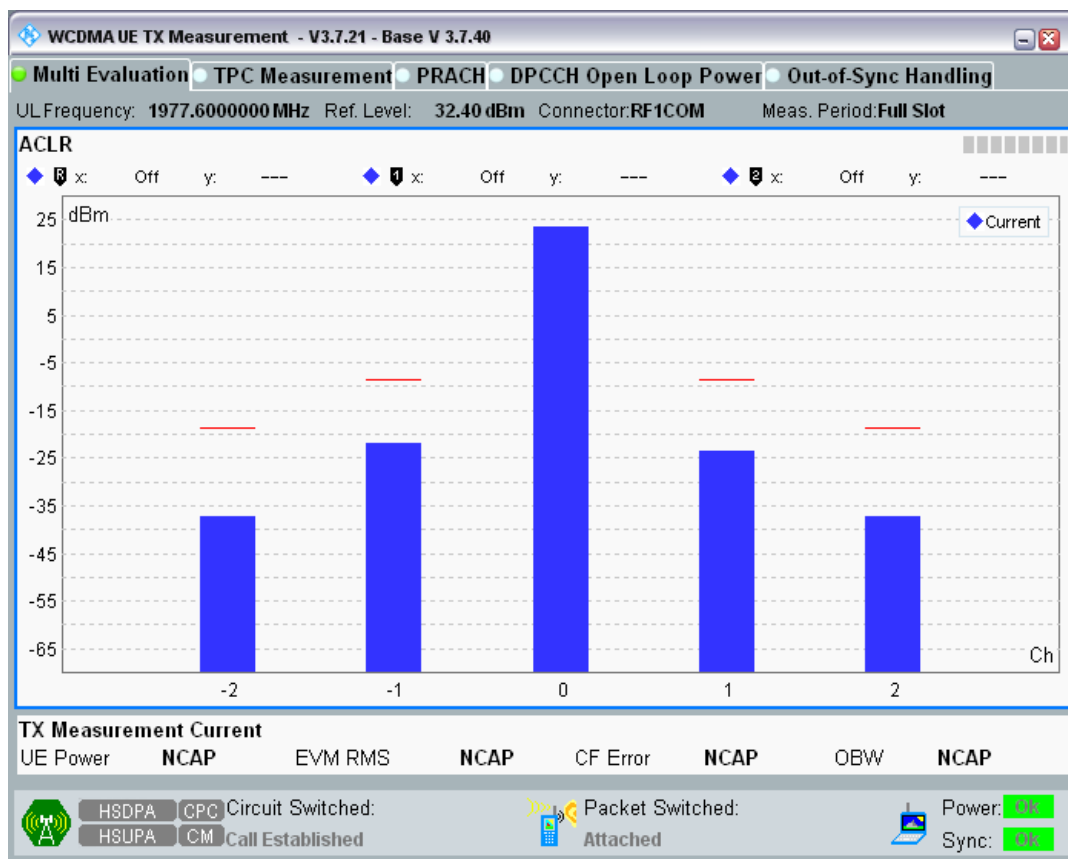 WCDMA UE TX Measurement - V3.7.21 - Base V 3.7.40
Multi Evaluation TPC Measurement PRACH DPCCH Open Loop Power Out-of-Sync Handling
UL Frequency: 1977.6000000 MHz Ref. Level: 32.40 dBm Connector:RF1COM Meas. Period:Full Slot
ACLR
R x: Off y: --- 1 x: Off y: --- 2 x: Off y: ---
dBm
Current
25
15
5
-5
-15
-25
-35
-45
-55
-65
Ch
-2 -1 0 1 2
TX Measurement Current
UE Power NCAP EVM RMS NCAP CF Error NCAP OBW NCAP
HSDPA CPC Circuit Switched: Packet Switched: Power: Ok
HSUPA CM Call Established Attached Sync: Ok